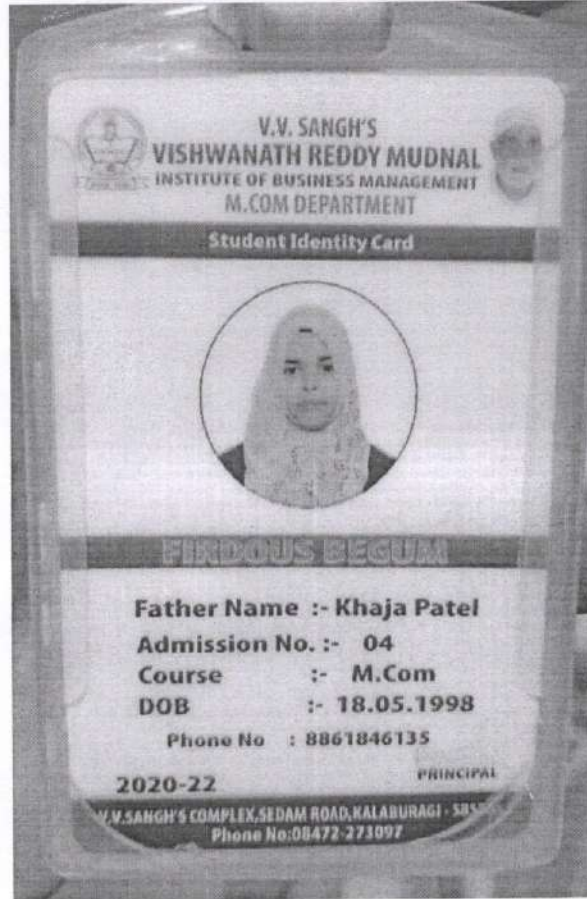 V.V. SANGH'S
VISHWANATH REDDY MUDNAL
INSTITUTE OF BUSINESS MANAGEMENT
M.COM DEPARTMENT
Student Identity Card
FIRDOUS BEGUM
Father Name :- Khaja Patel
Admission No. :- 04
Course :- M.Com
DOB :- 18.05.1998
Phone No : 8861846135
PRINCIPAL
2020-22
V.V.SANGH'S COMPLEX,SEDAM ROAD,KALABURAGI -
Phone No:08472-273097